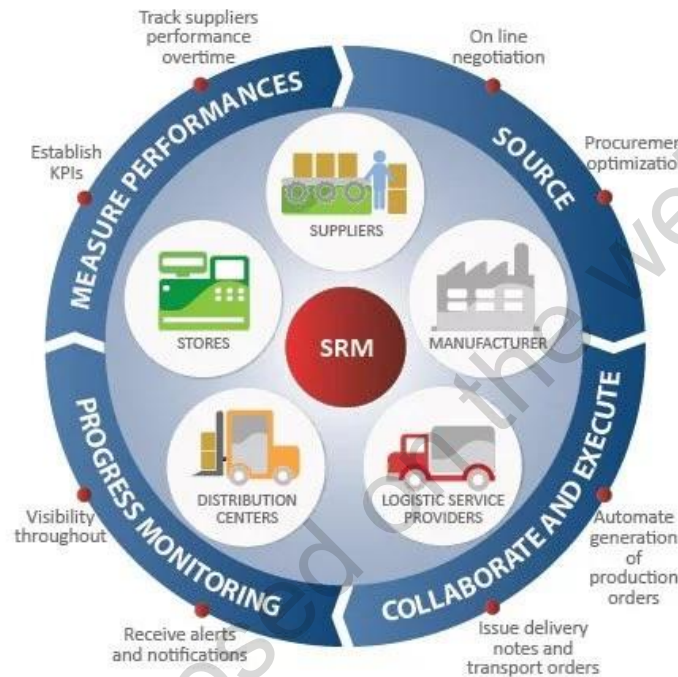 Track suppliers
performance
overtime
On line
negotiation
Establish
KPIs
Procuremen
optimizatio
MEASURE PERFORMANCES
SOURCE
SUPPLIERS
STORES
SRM
MANUFACTURER
DISTRIBUTION
CENTERS
LOGISTIC SERVICE
PROVIDERS
PROGRESS MONITORING
COLLABORATE AND EXECUTE
Visibility
throughout
Automate
generation
of
production
orders
Receive alerts
and notifications
Issue delivery
notes and
transport orders